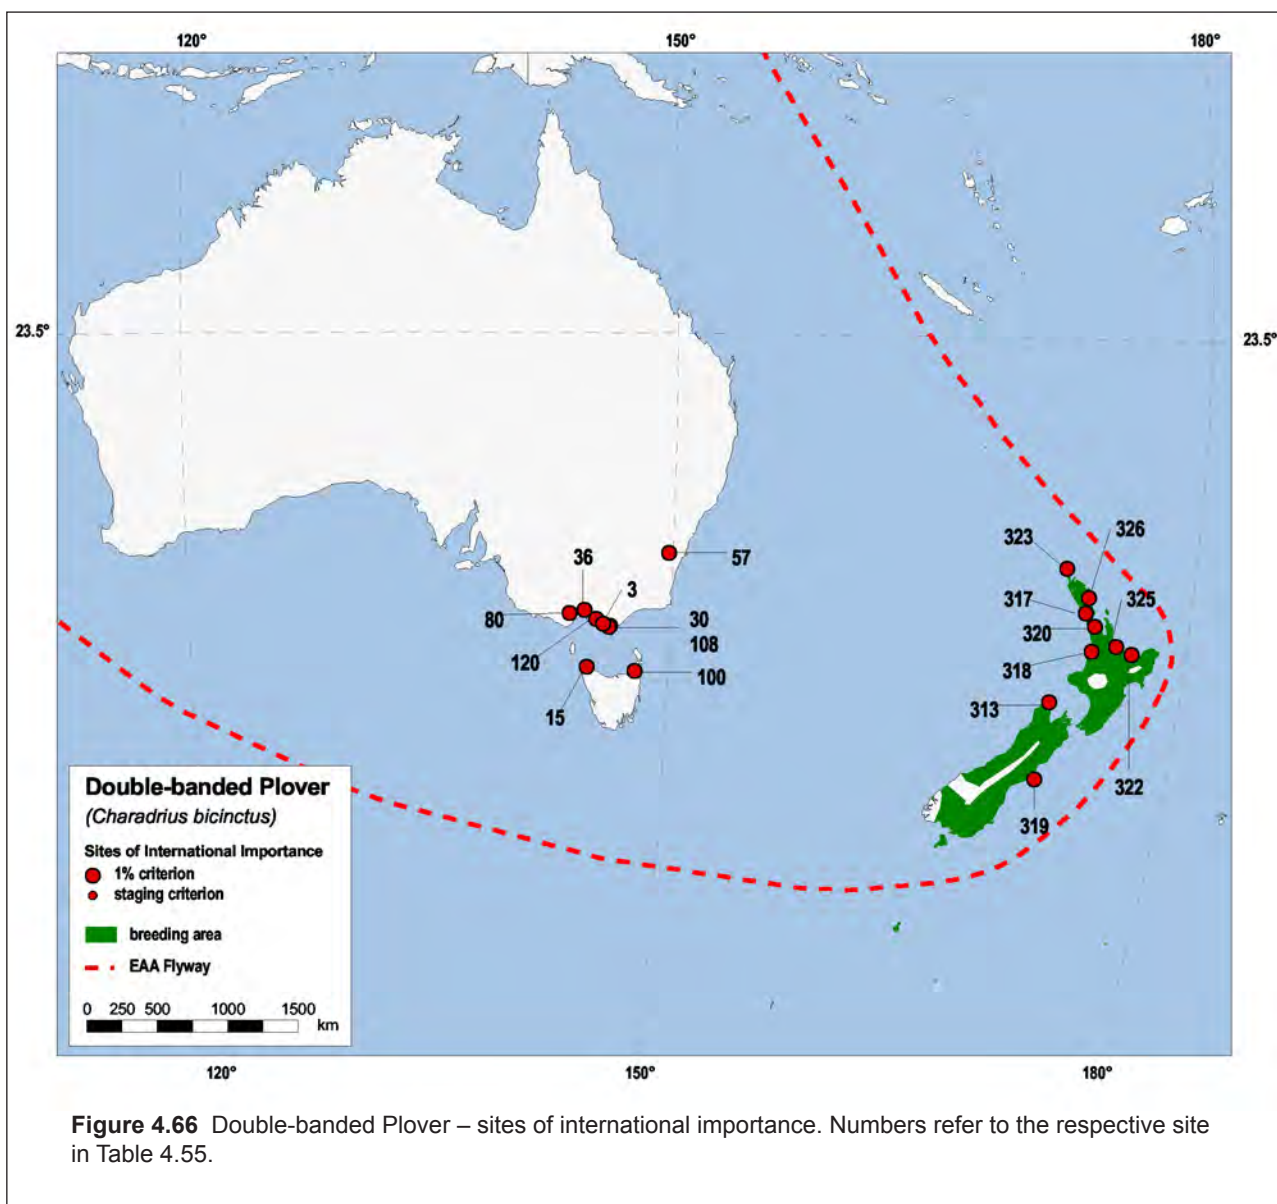 120°
150°
180°
23.5°
23.5°
323
326
317
325
320
318
313
322
319
57
36
3
80
30
108
120
100
15
Double-banded Plover
(Charadrius bicinctus)
Sites of International Importance
1% criterion
staging criterion
breeding area
EAA Flyway
0 250 500 1000 1500
km
120°
150°
180°
Figure 4.66 Double-banded Plover – sites of international importance. Numbers refer to the respective site
in Table 4.55.